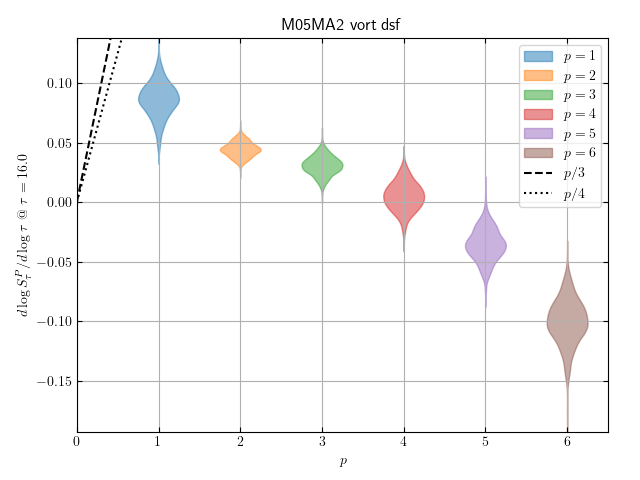 M05MA2 vort dsf
d log S_τ^P / d log τ @ τ = 16.0
0.10
0.05
0.00
−0.05
−0.10
−0.15
0 1 2 3 4 5 6
p
p = 1
p = 2
p = 3
p = 4
p = 5
p = 6
p/3
p/4